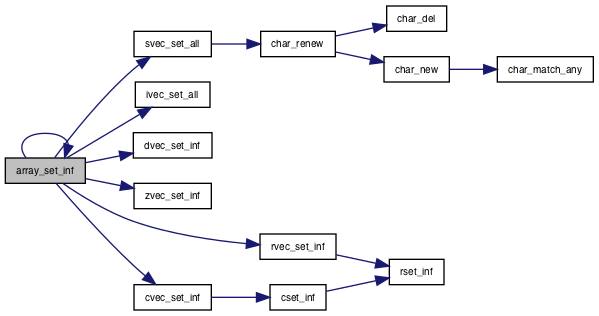 char_del
svec_set_all
char_renew
char_new
char_match_any
ivec_set_all
dvec_set_inf
array_set_inf
zvec_set_inf
rvec_set_inf
rset_inf
cvec_set_inf
cset_inf